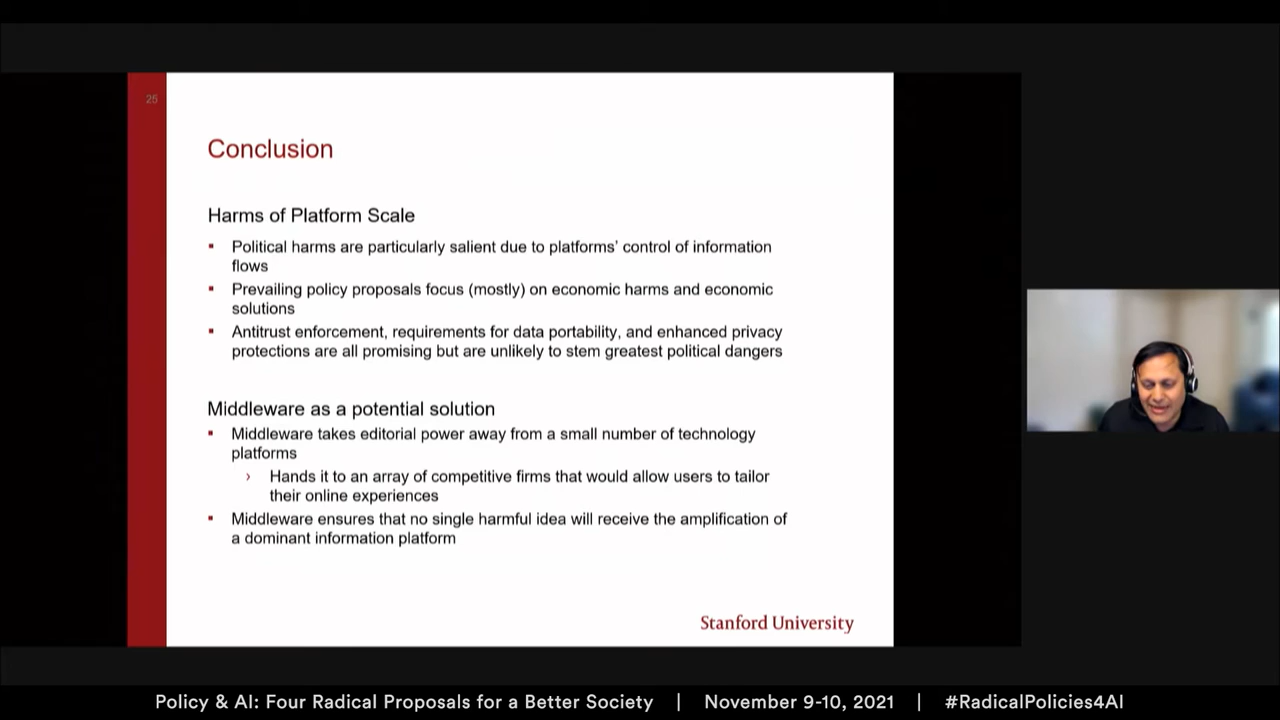 25
Conclusion
Harms of Platform Scale
▪ Political harms are particularly salient due to platforms' control of information
flows
▪ Prevailing policy proposals focus (mostly) on economic harms and economic
solutions
▪ Antitrust enforcement, requirements for data portability, and enhanced privacy
protections are all promising but are unlikely to stem greatest political dangers
Middleware as a potential solution
▪ Middleware takes editorial power away from a small number of technology
platforms
› Hands it to an array of competitive firms that would allow users to tailor
their online experiences
▪ Middleware ensures that no single harmful idea will receive the amplification of
a dominant information platform
Stanford University
Policy & AI: Four Radical Proposals for a Better Society | November 9-10, 2021 | #RadicalPolicies4AI